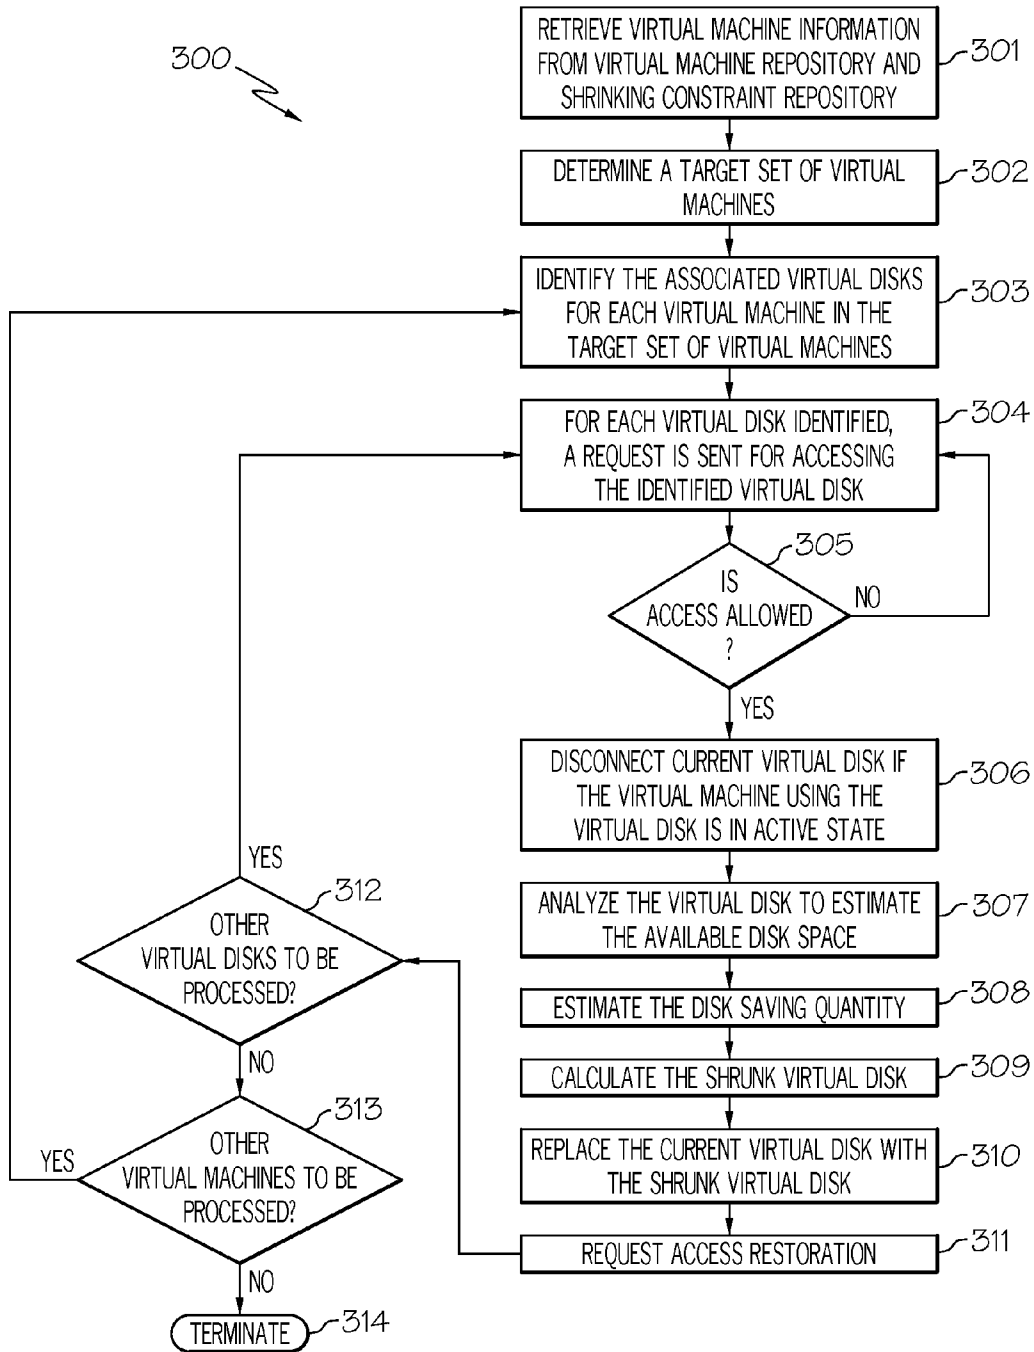 300
RETRIEVE VIRTUAL MACHINE INFORMATION
FROM VIRTUAL MACHINE REPOSITORY AND
SHRINKING CONSTRAINT REPOSITORY
301
DETERMINE A TARGET SET OF VIRTUAL
MACHINES
302
IDENTIFY THE ASSOCIATED VIRTUAL DISKS
FOR EACH VIRTUAL MACHINE IN THE
TARGET SET OF VIRTUAL MACHINES
303
FOR EACH VIRTUAL DISK IDENTIFIED,
A REQUEST IS SENT FOR ACCESSING
THE IDENTIFIED VIRTUAL DISK
304
IS
ACCESS ALLOWED
?
305
NO
YES
DISCONNECT CURRENT VIRTUAL DISK IF
THE VIRTUAL MACHINE USING THE
VIRTUAL DISK IS IN ACTIVE STATE
306
ANALYZE THE VIRTUAL DISK TO ESTIMATE
THE AVAILABLE DISK SPACE
307
ESTIMATE THE DISK SAVING QUANTITY
308
CALCULATE THE SHRUNK VIRTUAL DISK
309
REPLACE THE CURRENT VIRTUAL DISK WITH
THE SHRUNK VIRTUAL DISK
310
REQUEST ACCESS RESTORATION
311
YES
OTHER
VIRTUAL DISKS TO BE
PROCESSED?
312
NO
OTHER
VIRTUAL MACHINES TO BE
PROCESSED?
313
YES
NO
TERMINATE
314